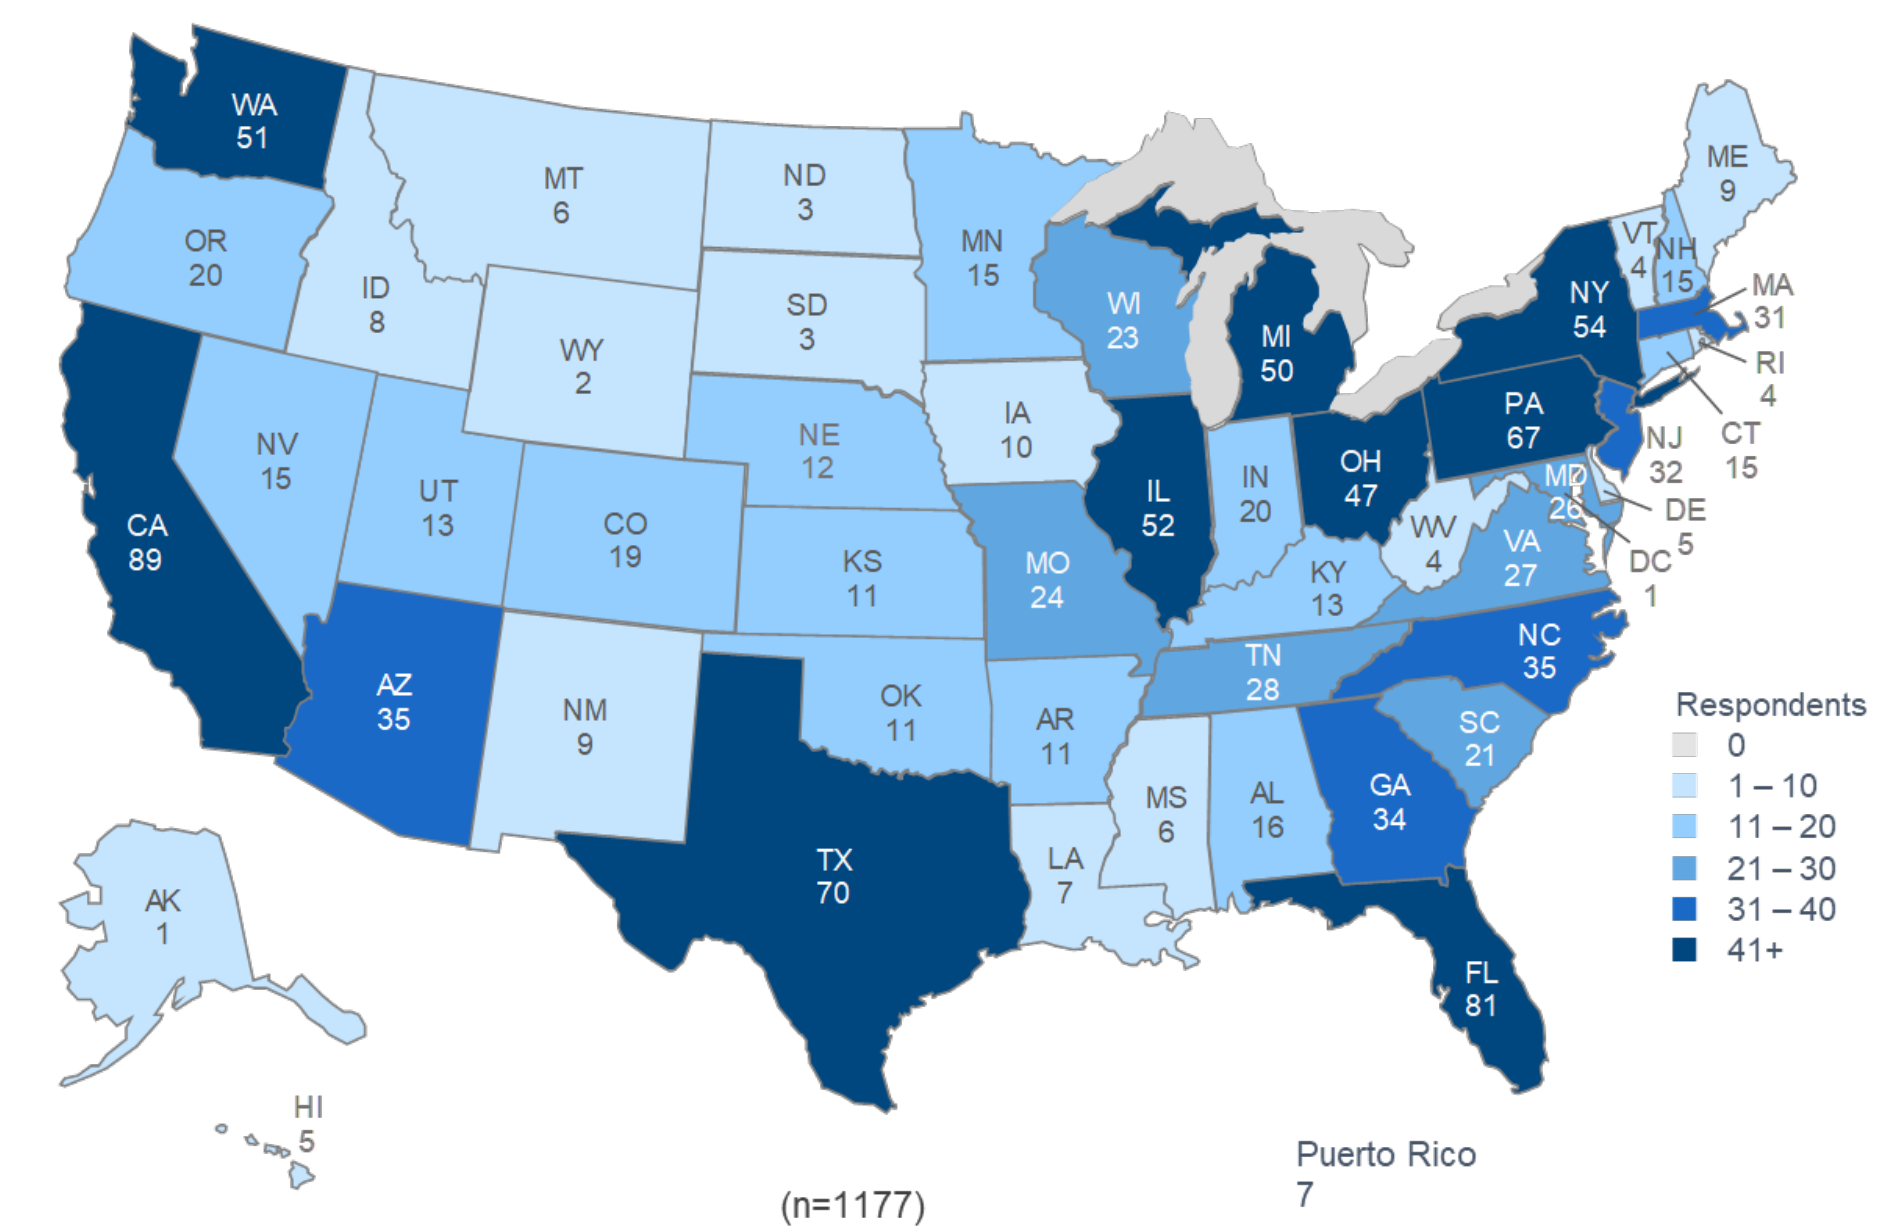 WA
51
OR
20
CA
89
NV
15
ID
8
MT
6
WY
2
UT
13
CO
19
AZ
35
NM
9
ND
3
SD
3
NE
12
KS
11
OK
11
TX
70
MN
15
IA
10
MO
24
AR
11
LA
7
WI
23
IL
52
MI
50
IN
20
OH
47
KY
13
TN
28
MS
6
AL
16
GA
34
FL
81
SC
21
NC
35
VA
27
WV
4
PA
67
NY
54
VT
4
NH
15
ME
9
MA
31
RI
4
CT
15
NJ
32
MD
26
DE
5
DC
1
AK
1
HI
5
Puerto Rico
7
(n=1177)
Respondents
0
1 – 10
11 – 20
21 – 30
31 – 40
41+